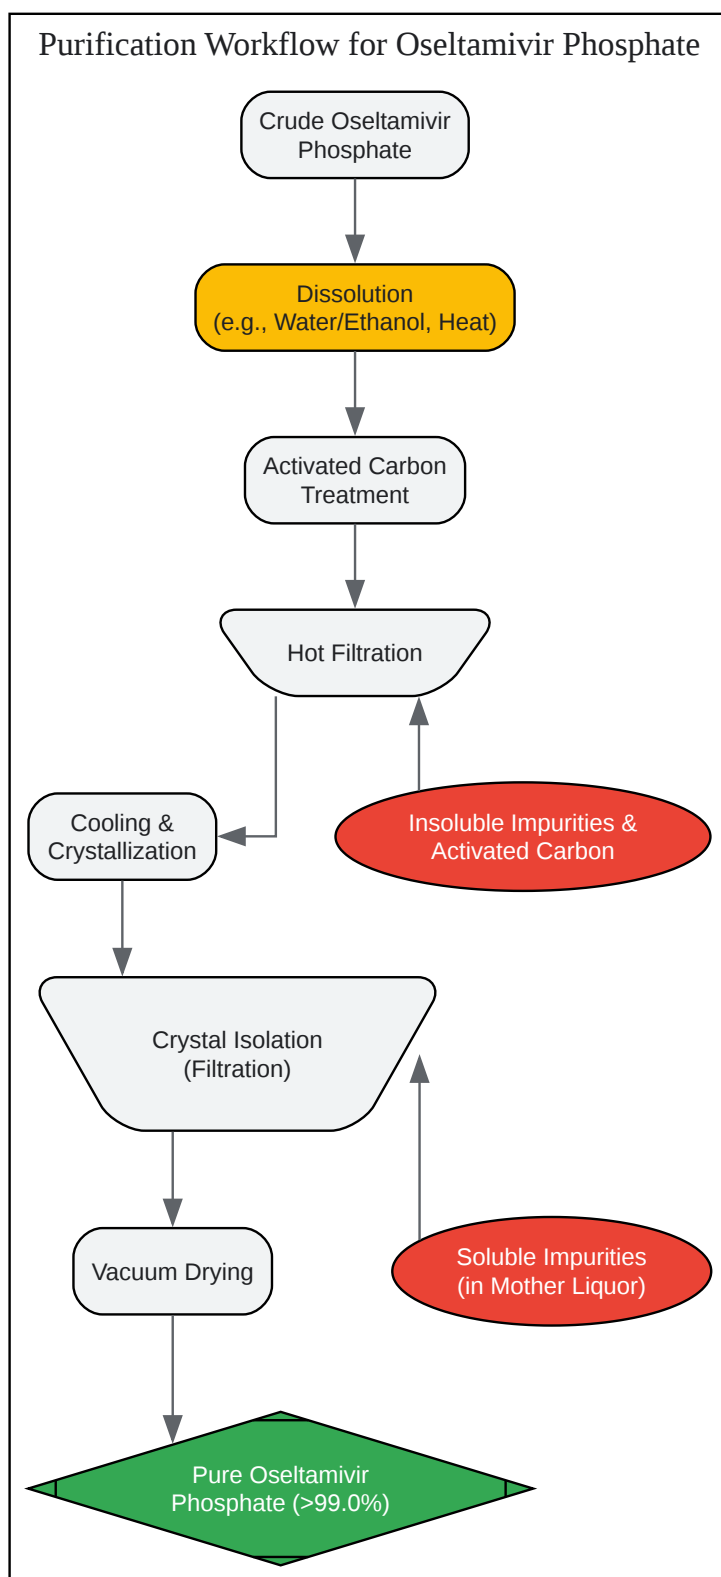 Purification Workflow for Oseltamivir Phosphate
Crude Oseltamivir
Phosphate
Dissolution
(e.g., Water/Ethanol, Heat)
Activated Carbon
Treatment
Hot Filtration
Cooling &
Crystallization
Insoluble Impurities &
Activated Carbon
Crystal Isolation
(Filtration)
Vacuum Drying
Soluble Impurities
(in Mother Liquor)
Pure Oseltamivir
Phosphate (>99.0%)